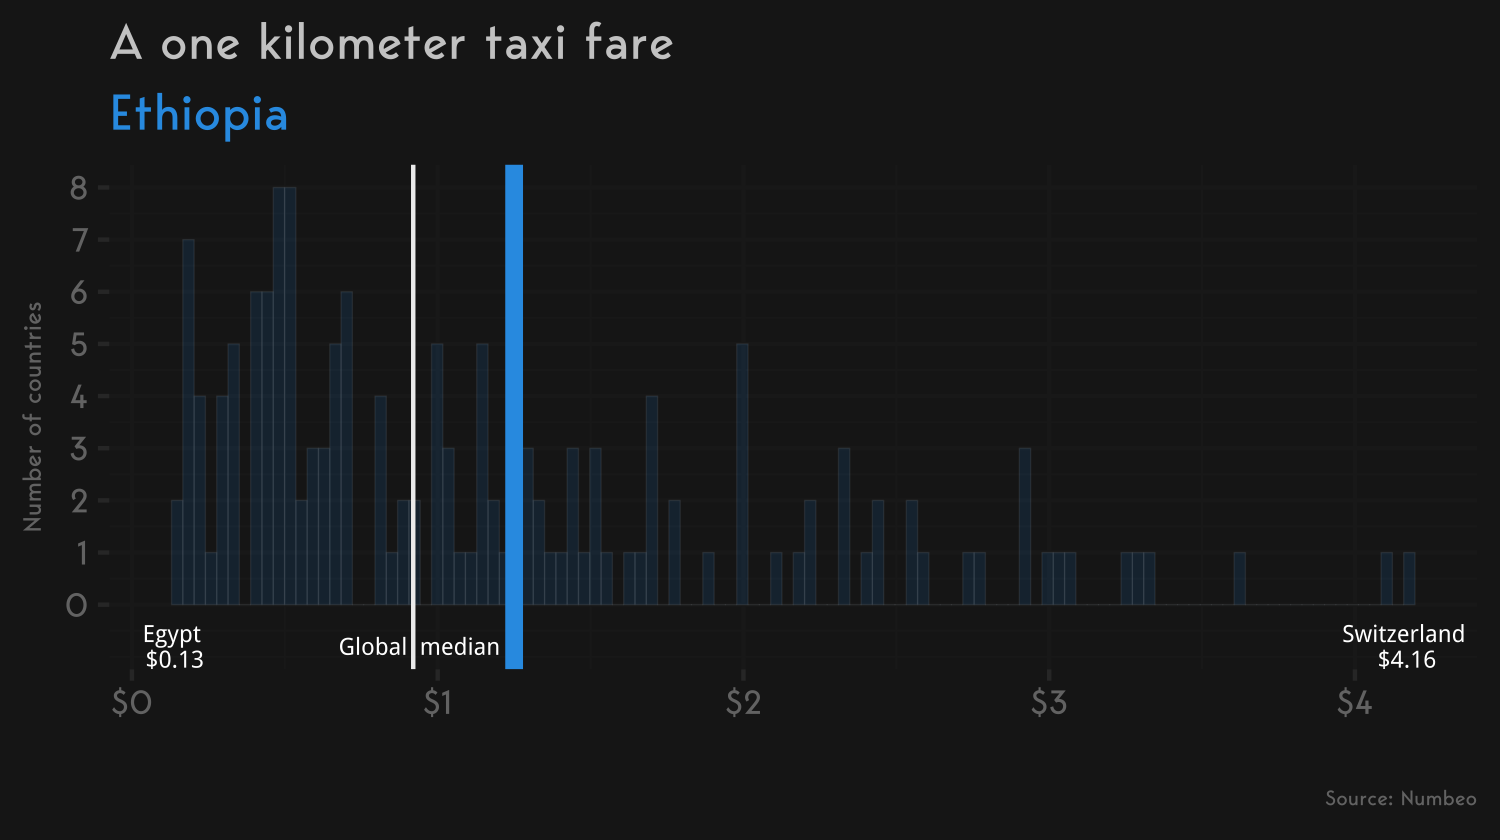 A one kilometer taxi fare
Ethiopia
Number of countries
8
7
6
5
4
3
2
1
0
Egypt
$0.13
Global median
Switzerland
$4.16
$0 $1 $2 $3 $4
Source: Numbeo